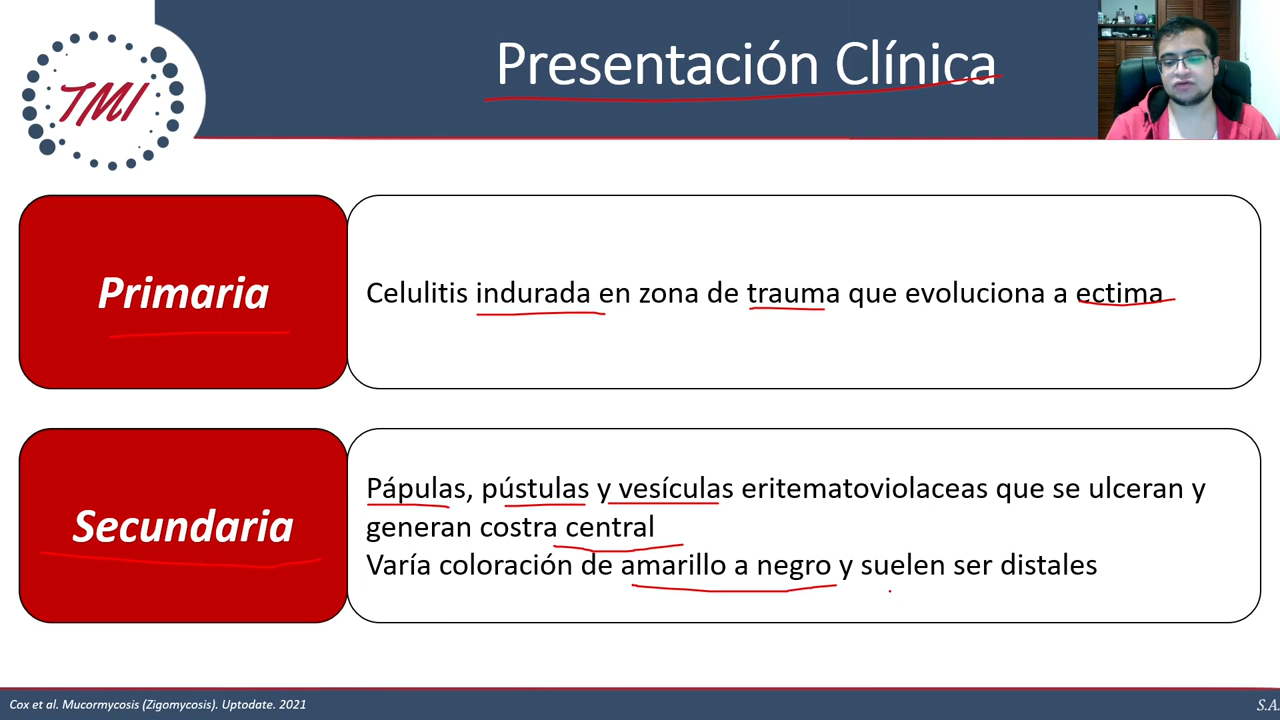 TMI
Presentación Clínica
Primaria
Celulitis indurada en zona de trauma que evoluciona a ectima
Secundaria
Pápulas, pústulas y vesículas eritematoviolaceas que se ulceran y
generan costra central
Varía coloración de amarillo a negro y suelen ser distales
Cox et al. Mucormycosis (Zigomycosis). Uptodate. 2021
S.A.